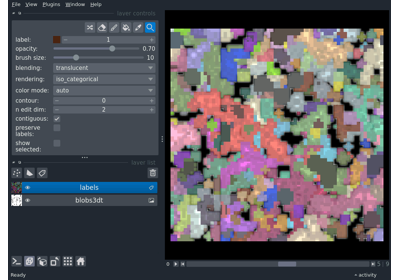 File View Plugins Window Help
layer controls
label: 1
opacity: 0.70
brush size: 10
blending: translucent
rendering: iso_categorical
color mode: auto
contour: 0
n edit dim: 2
contiguous:
preserve
labels:
show
selected:
layer list
labels
blobs3dt
Ready
activity